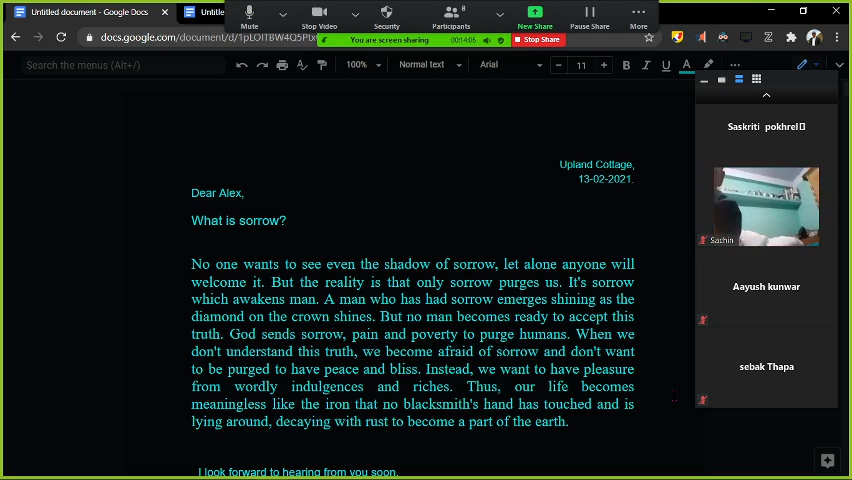 Untitled document - Google Docs
Untitled
Mute
Stop Video
Security
Participants
8
New Share
Pause Share
More
docs.google.com/document/d/1pLOlTBW4Q5P
You are screen sharing
00:14:06
Stop Share
Search the menus (Alt+/)
100%
Normal text
Arial
11
B
I
U
A
Saskriti pokhrel
Sachin
Aayush kunwar
sebak Thapa
Upland Cottage,
13-02-2021.
Dear Alex,
What is sorrow?
No one wants to see even the shadow of sorrow, let alone anyone will
welcome it. But the reality is that only sorrow purges us. It's sorrow
which awakens man. A man who has had sorrow emerges shining as the
diamond on the crown shines. But no man becomes ready to accept this
truth. God sends sorrow, pain and poverty to purge humans. When we
don't understand this truth, we become afraid of sorrow and don't want
to be purged to have peace and bliss. Instead, we want to have pleasure
from wordly indulgences and riches. Thus, our life becomes
meaningless like the iron that no blacksmith's hand has touched and is
lying around, decaying with rust to become a part of the earth.
I look forward to hearing from you soon.